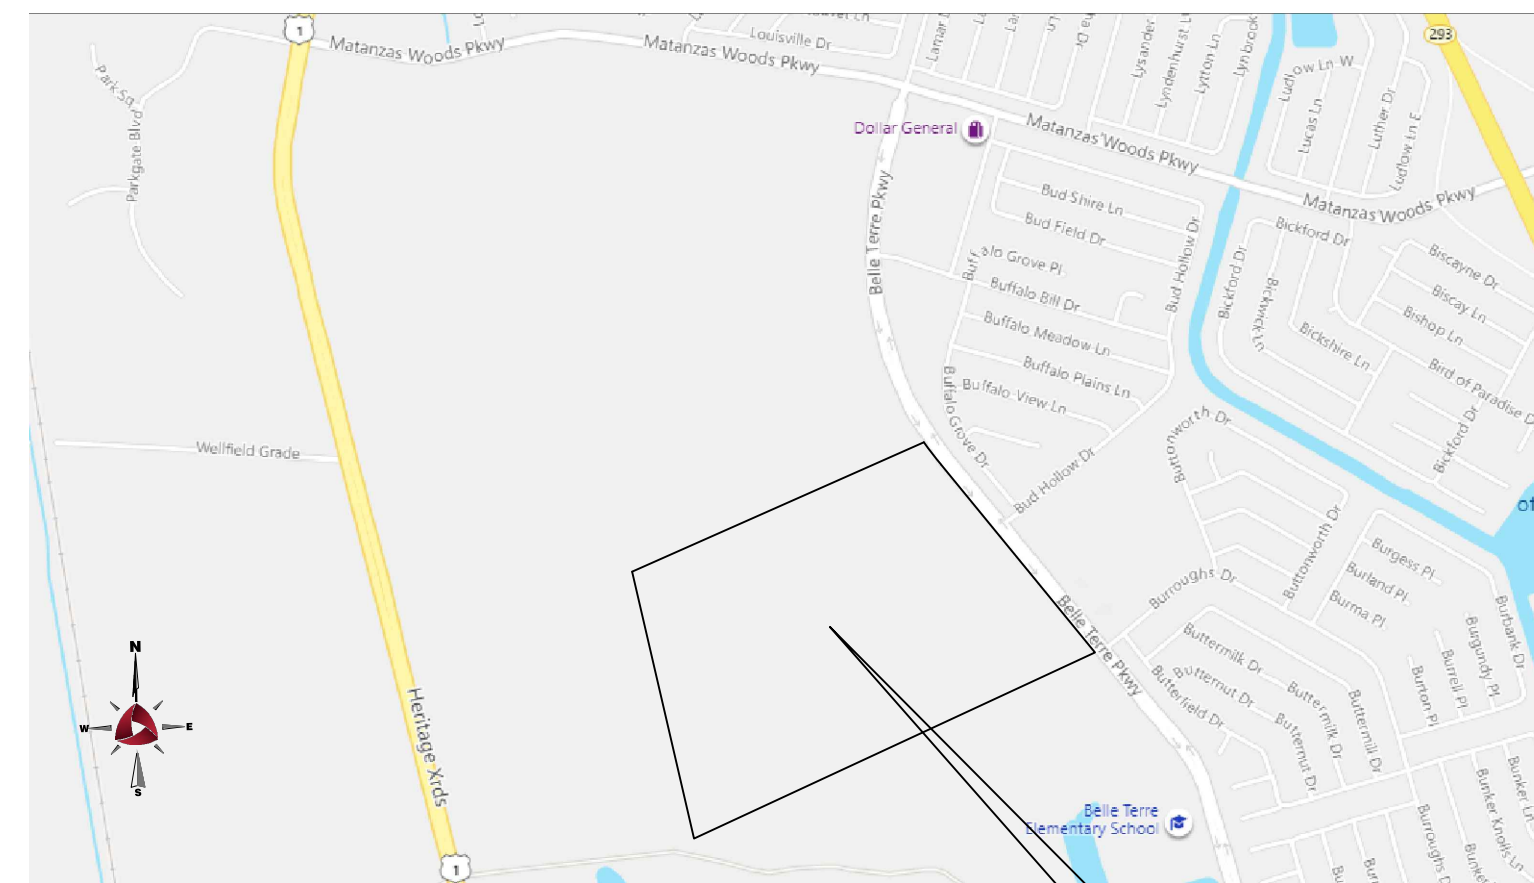 1
Matanzas Woods Pkwy
Matanzas Woods Pkwy
Louisville Dr
Lysander
Lyndenhurst L
Lytton Ln
Lynbrook
293
Park Sq
Parkgate Blvd
Dollar General
Matanzas Woods Pkwy
Ludlow Ln W
Lucas Ln
Luther Dr
Ludlow Ln E
Matanzas Woods Pkwy
Belle Terre Pkwy
Bud Shire Ln
Bud Field Dr
Buffalo Grove Pl
Buffalo Bill Dr
Bud Hollow Dr
Buffalo Meadow Ln
Buffalo Plains Ln
Buffalo View Ln
Buffalo Grove Dr
Bud Hollow Dr
Bickford Dr
Bickford Dr
Bickwick Ln
Bickshire Ln
Biscayne Dr
Biscay Ln
Bishop Ln
Bird of Paradise D
Bickford Dr
of
Wellfield Grade
Buttonworth Dr
Buttonworth Dr
Burroughs Dr
Burgess Pl
Burland Pl
Burma Pl
Burbank Dr
Burgundy Pl
Burrell Pl
Burton Pl
Belle Terre Pkwy
Buttermilk Dr
Butternut Dr
Butterfield Dr
Buttermilk Dr
Butternut Dr
Buttermill Dr
N
W
E
S
Heritage Xrds
Belle Terre
Elementary School
Bunker Ln
Bunker Knolls Ln
Burroughs D
Bunke
Bu
Bur
1